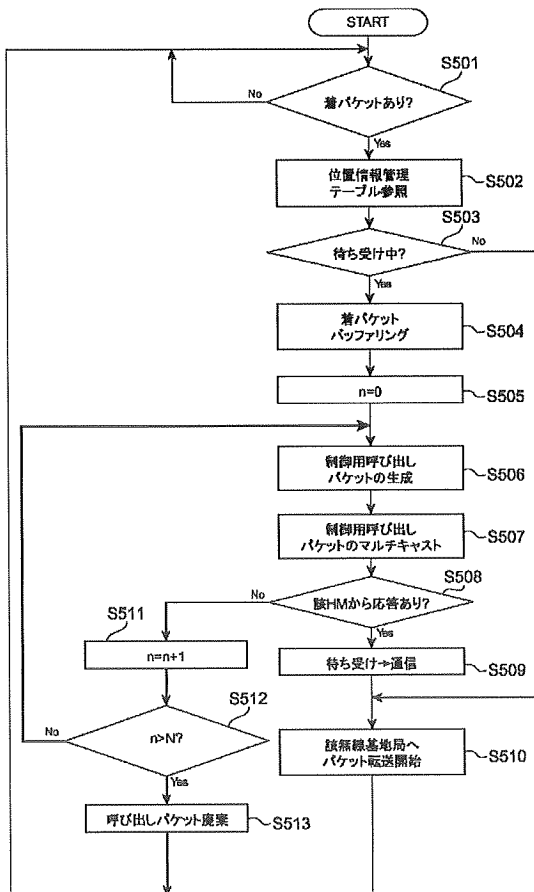 START
S501
No
着パケットあり?
Yes
位置情報管理
テーブル参照
S502
S503
待ち受け中?
No
Yes
着パケット
バッファリング
S504
n=0
S505
制御用呼び出し
パケットの生成
S506
制御用呼び出し
パケットのマルチキャスト
S507
S508
No
該HMから応答あり?
Yes
S511
n=n+1
待ち受け→通信
S509
S512
No
n>N?
Yes
該無線基地局へ
パケット転送開始
S510
呼び出しパケット廃棄
S513